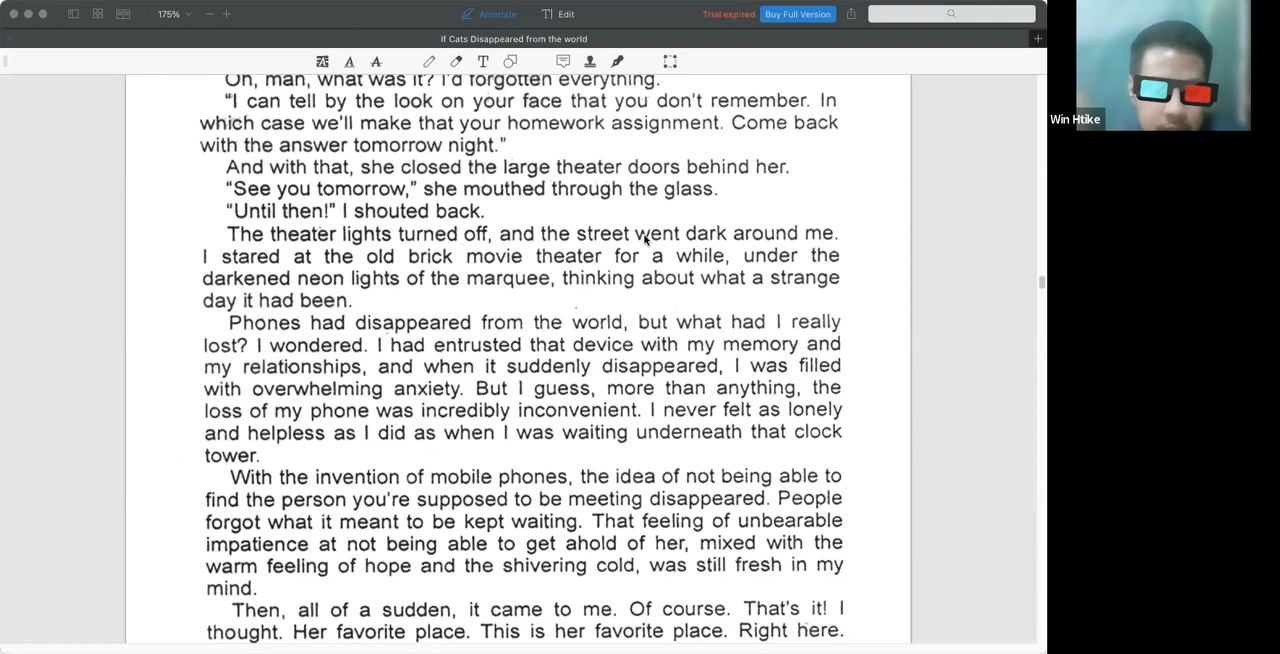 175%
Annotate
Edit
Trial expired
Buy Full Version
If Cats Disappeared from the world
Oh, man, what was it? I'd forgotten everything.
"I can tell by the look on your face that you don't remember. In
which case we'll make that your homework assignment. Come back
with the answer tomorrow night."
And with that, she closed the large theater doors behind her.
"See you tomorrow," she mouthed through the glass.
"Until then!" I shouted back.
The theater lights turned off, and the street went dark around me.
I stared at the old brick movie theater for a while, under the
darkened neon lights of the marquee, thinking about what a strange
day it had been.
Phones had disappeared from the world, but what had I really
lost? I wondered. I had entrusted that device with my memory and
my relationships, and when it suddenly disappeared, I was filled
with overwhelming anxiety. But I guess, more than anything, the
loss of my phone was incredibly inconvenient. I never felt as lonely
and helpless as I did as when I was waiting underneath that clock
tower.
With the invention of mobile phones, the idea of not being able to
find the person you're supposed to be meeting disappeared. People
forgot what it meant to be kept waiting. That feeling of unbearable
impatience at not being able to get ahold of her, mixed with the
warm feeling of hope and the shivering cold, was still fresh in my
mind.
Then, all of a sudden, it came to me. Of course. That's it! I
thought. Her favorite place. This is her favorite place. Right here.
Win Htike